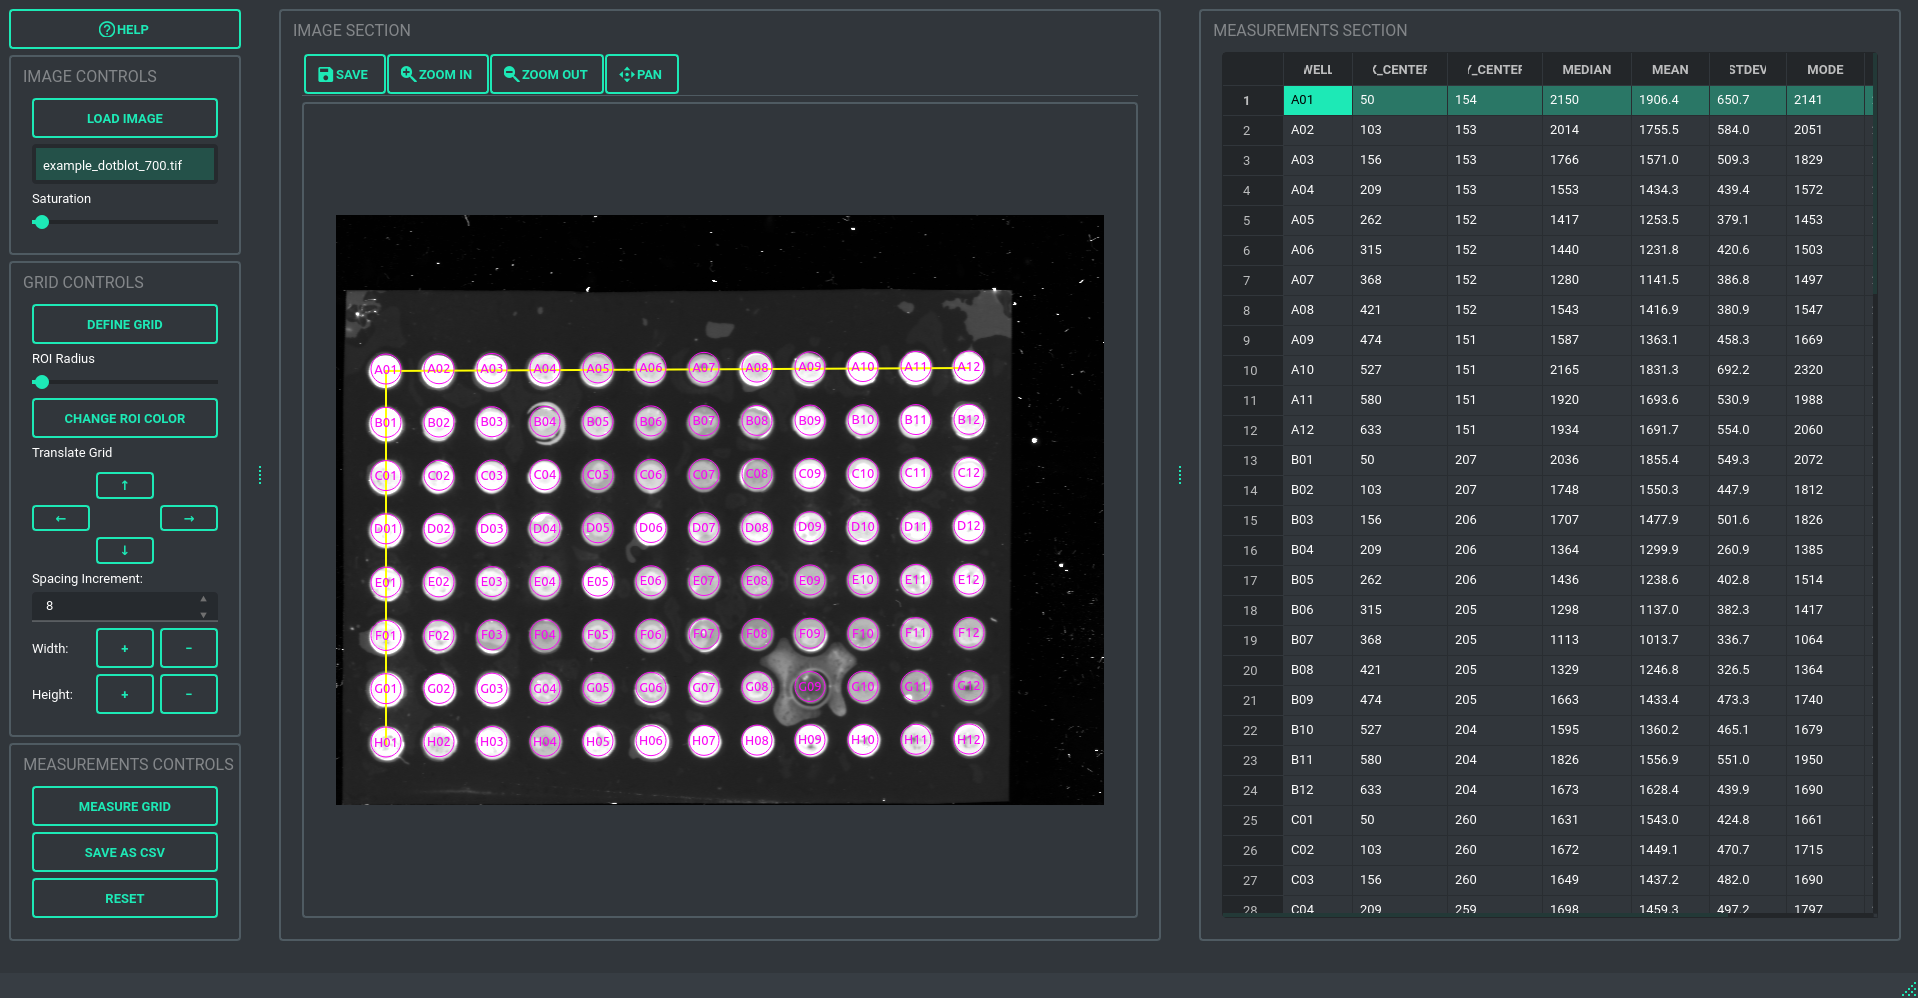 HELP
IMAGE CONTROLS
LOAD IMAGE
example_dotblot_700.tif
Saturation
GRID CONTROLS
DEFINE GRID
ROI Radius
CHANGE ROI COLOR
Translate Grid
↑
← →
↓
Spacing Increment:
8
Width: + −
Height: + −
MEASUREMENTS CONTROLS
MEASURE GRID
SAVE AS CSV
RESET
IMAGE SECTION
SAVE ZOOM IN ZOOM OUT PAN
A01 A02 A03 A04 A05 A06 A07 A08 A09 A10 A11 A12
B01 B02 B03 B04 B05 B06 B07 B08 B09 B10 B11 B12
C01 C02 C03 C04 C05 C06 C07 C08 C09 C10 C11 C12
D01 D02 D03 D04 D05 D06 D07 D08 D09 D10 D11 D12
E01 E02 E03 E04 E05 E06 E07 E08 E09 E10 E11 E12
F01 F02 F03 F04 F05 F06 F07 F08 F09 F10 F11 F12
G01 G02 G03 G04 G05 G06 G07 G08 G09 G10 G11 G12
H01 H02 H03 H04 H05 H06 H07 H08 H09 H10 H11 H12
MEASUREMENTS SECTION
WELL X_CENTER Y_CENTER MEDIAN MEAN STDEV MODE
1 A01 50 154 2150 1906.4 650.7 2141
2 A02 103 153 2014 1755.5 584.0 2051
3 A03 156 153 1766 1571.0 509.3 1829
4 A04 209 153 1553 1434.3 439.4 1572
5 A05 262 152 1417 1253.5 379.1 1453
6 A06 315 152 1440 1231.8 420.6 1503
7 A07 368 152 1280 1141.5 386.8 1497
8 A08 421 152 1543 1416.9 380.9 1547
9 A09 474 151 1587 1363.1 458.3 1669
10 A10 527 151 2165 1831.3 692.2 2320
11 A11 580 151 1920 1693.6 530.9 1988
12 A12 633 151 1934 1691.7 554.0 2060
13 B01 50 207 2036 1855.4 549.3 2072
14 B02 103 207 1748 1550.3 447.9 1812
15 B03 156 206 1707 1477.9 501.6 1826
16 B04 209 206 1364 1299.9 260.9 1385
17 B05 262 206 1436 1238.6 402.8 1514
18 B06 315 205 1298 1137.0 382.3 1417
19 B07 368 205 1113 1013.7 336.7 1064
20 B08 421 205 1329 1246.8 326.5 1364
21 B09 474 205 1663 1433.4 473.3 1740
22 B10 527 204 1595 1360.2 465.1 1679
23 B11 580 204 1826 1556.9 551.0 1950
24 B12 633 204 1673 1628.4 439.9 1690
25 C01 50 260 1631 1543.0 424.8 1661
26 C02 103 260 1672 1449.1 470.7 1715
27 C03 156 260 1649 1437.2 482.0 1690
28 C04 209 259 1698 1459.3 497.2 1797